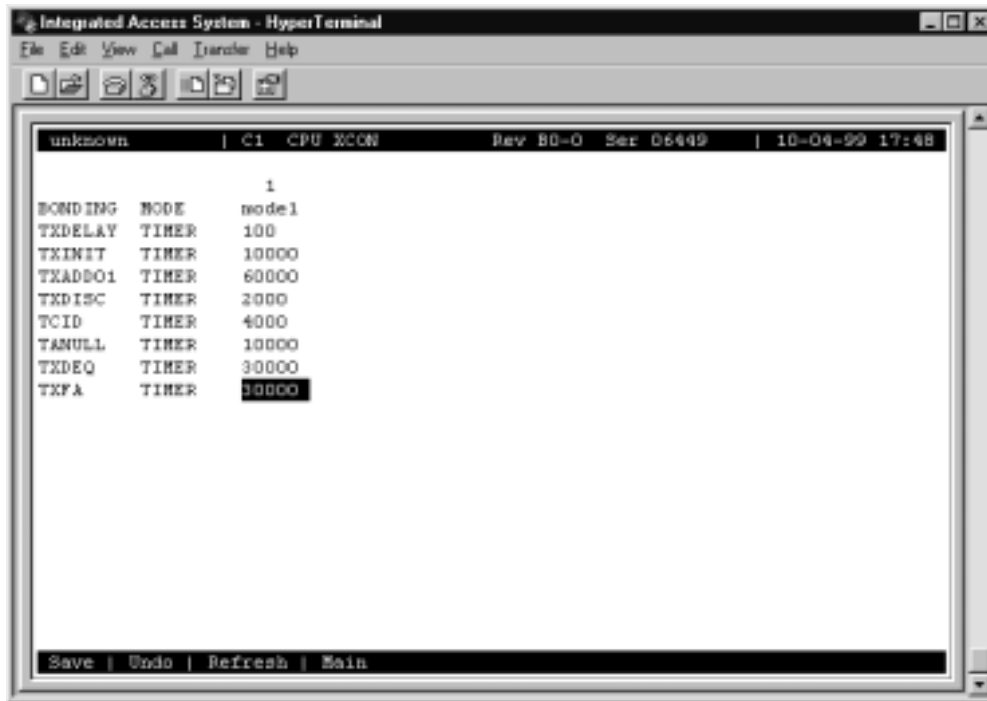 Integrated Access System - HyperTerminal
File Edit View Call Transfer Help
unknown | C1 CPU XCON Rev B0-0 Ser 06449 | 10-04-99 17:48
1
BONDING MODE mode1
TXDELAY TIMER 100
TXINIT TIMER 10000
TXADD01 TIMER 60000
TXDISC TIMER 2000
TCID TIMER 4000
TANULL TIMER 10000
TXDEQ TIMER 30000
TXFA TIMER 30000
Save | Undo | Refresh | Main